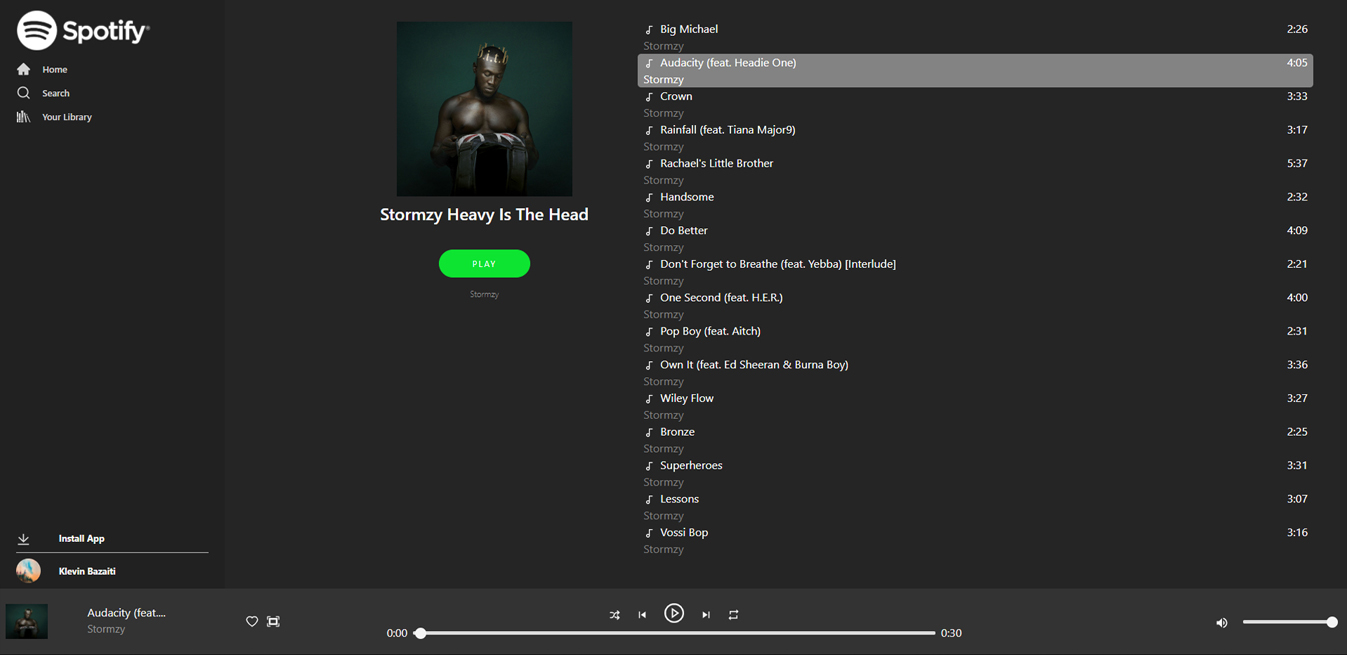 Spotify®
Home
Search
Your Library
Install App
Klevin Bazaiti
Stormzy Heavy Is The Head
PLAY
Stormzy
Big Michael 2:26
Stormzy
Audacity (feat. Headie One) 4:05
Stormzy
Crown 3:33
Stormzy
Rainfall (feat. Tiana Major9) 3:17
Stormzy
Rachael's Little Brother 5:37
Stormzy
Handsome 2:32
Stormzy
Do Better 4:09
Stormzy
Don't Forget to Breathe (feat. Yebba) [Interlude] 2:21
Stormzy
One Second (feat. H.E.R.) 4:00
Stormzy
Pop Boy (feat. Aitch) 2:31
Stormzy
Own It (feat. Ed Sheeran & Burna Boy) 3:36
Stormzy
Wiley Flow 3:27
Stormzy
Bronze 2:25
Stormzy
Superheroes 3:31
Stormzy
Lessons 3:07
Stormzy
Vossi Bop 3:16
Stormzy
Audacity (feat....
Stormzy
0:00 0:30